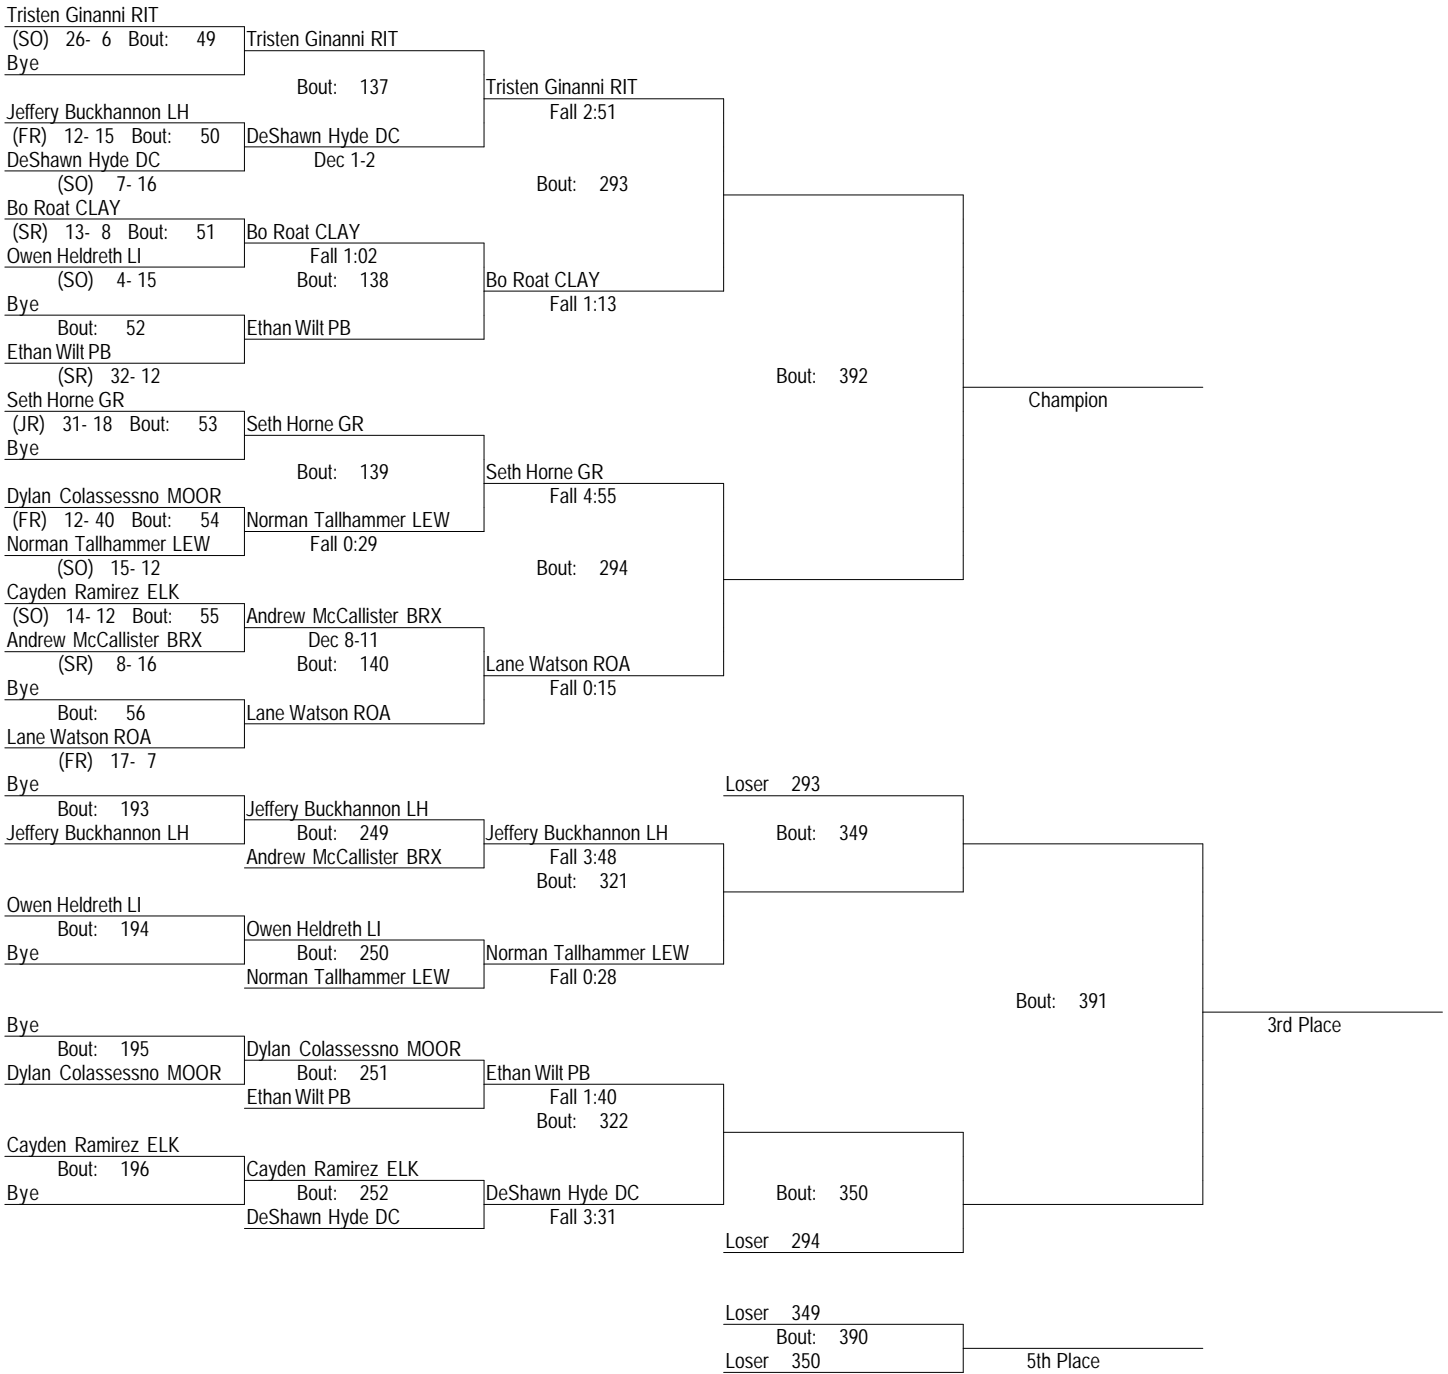 Tristen Ginanni RIT
(SO) 26- 6 Bout: 49 Tristen Ginanni RIT
Bye
Bout: 137 Tristen Ginanni RIT
Jeffery Buckhannon LH Fall 2:51
(FR) 12- 15 Bout: 50 DeShawn Hyde DC
DeShawn Hyde DC Dec 1-2
(SO) 7- 16 Bout: 293
Bo Roat CLAY
(SR) 13- 8 Bout: 51 Bo Roat CLAY
Owen Heldreth LI Fall 1:02
(SO) 4- 15 Bout: 138 Bo Roat CLAY
Bye Fall 1:13
Bout: 52 Ethan Wilt PB
Ethan Wilt PB
(SR) 32- 12 Bout: 392
Seth Horne GR Champion
(JR) 31- 18 Bout: 53 Seth Horne GR
Bye
Bout: 139 Seth Horne GR
Dylan Colassessno MOOR Fall 4:55
(FR) 12- 40 Bout: 54 Norman Tallhammer LEW
Norman Tallhammer LEW Fall 0:29
(SO) 15- 12 Bout: 294
Cayden Ramirez ELK
(SO) 14- 12 Bout: 55 Andrew McCallister BRX
Andrew McCallister BRX Dec 8-11
(SR) 8- 16 Bout: 140 Lane Watson ROA
Bye Fall 0:15
Bout: 56 Lane Watson ROA
Lane Watson ROA
(FR) 17- 7
Bye Loser 293
Bout: 193 Jeffery Buckhannon LH
Jeffery Buckhannon LH Bout: 249 Jeffery Buckhannon LH Bout: 349
Andrew McCallister BRX Fall 3:48
Bout: 321
Owen Heldreth LI
Bout: 194 Owen Heldreth LI
Bye Bout: 250 Norman Tallhammer LEW
Norman Tallhammer LEW Fall 0:28
Bout: 391
Bye 3rd Place
Bout: 195 Dylan Colassessno MOOR
Dylan Colassessno MOOR Bout: 251 Ethan Wilt PB
Ethan Wilt PB Fall 1:40
Bout: 322
Cayden Ramirez ELK
Bout: 196 Cayden Ramirez ELK
Bye Bout: 252 DeShawn Hyde DC Bout: 350
DeShawn Hyde DC Fall 3:31
Loser 294
Loser 349
Bout: 390
Loser 350 5th Place